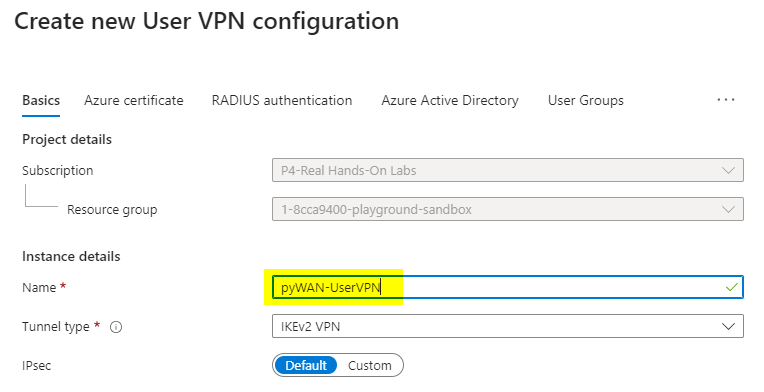 Create new User VPN configuration
Basics Azure certificate RADIUS authentication Azure Active Directory User Groups ...
Project details
Subscription P4-Real Hands-On Labs
Resource group 1-8cca9400-playground-sandbox
Instance details
Name * pyWAN-UserVPN
Tunnel type * IKEv2 VPN
IPsec Default Custom